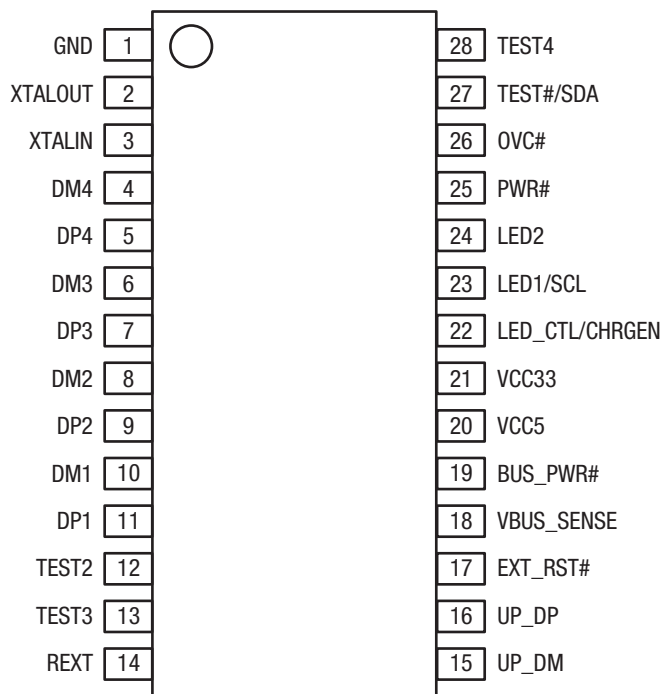 GND 1
XTALOUT 2
XTALIN 3
DM4 4
DP4 5
DM3 6
DP3 7
DM2 8
DP2 9
DM1 10
DP1 11
TEST2 12
TEST3 13
REXT 14
28 TEST4
27 TEST#/SDA
26 OVC#
25 PWR#
24 LED2
23 LED1/SCL
22 LED_CTL/CHRGEN
21 VCC33
20 VCC5
19 BUS_PWR#
18 VBUS_SENSE
17 EXT_RST#
16 UP_DP
15 UP_DM